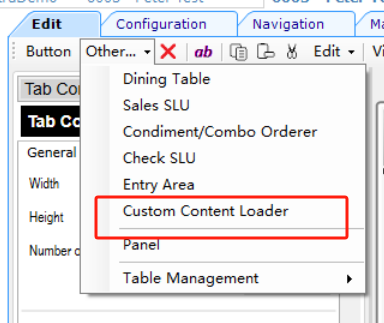 Edit Configuration Navigation
Button Other... ab Edit
Dining Table
Tab Co
Sales SLU
Tab Co
Condiment/Combo Orderer
General
Check SLU
Width
Entry Area
Height
Custom Content Loader
Number o
Panel
Table Management